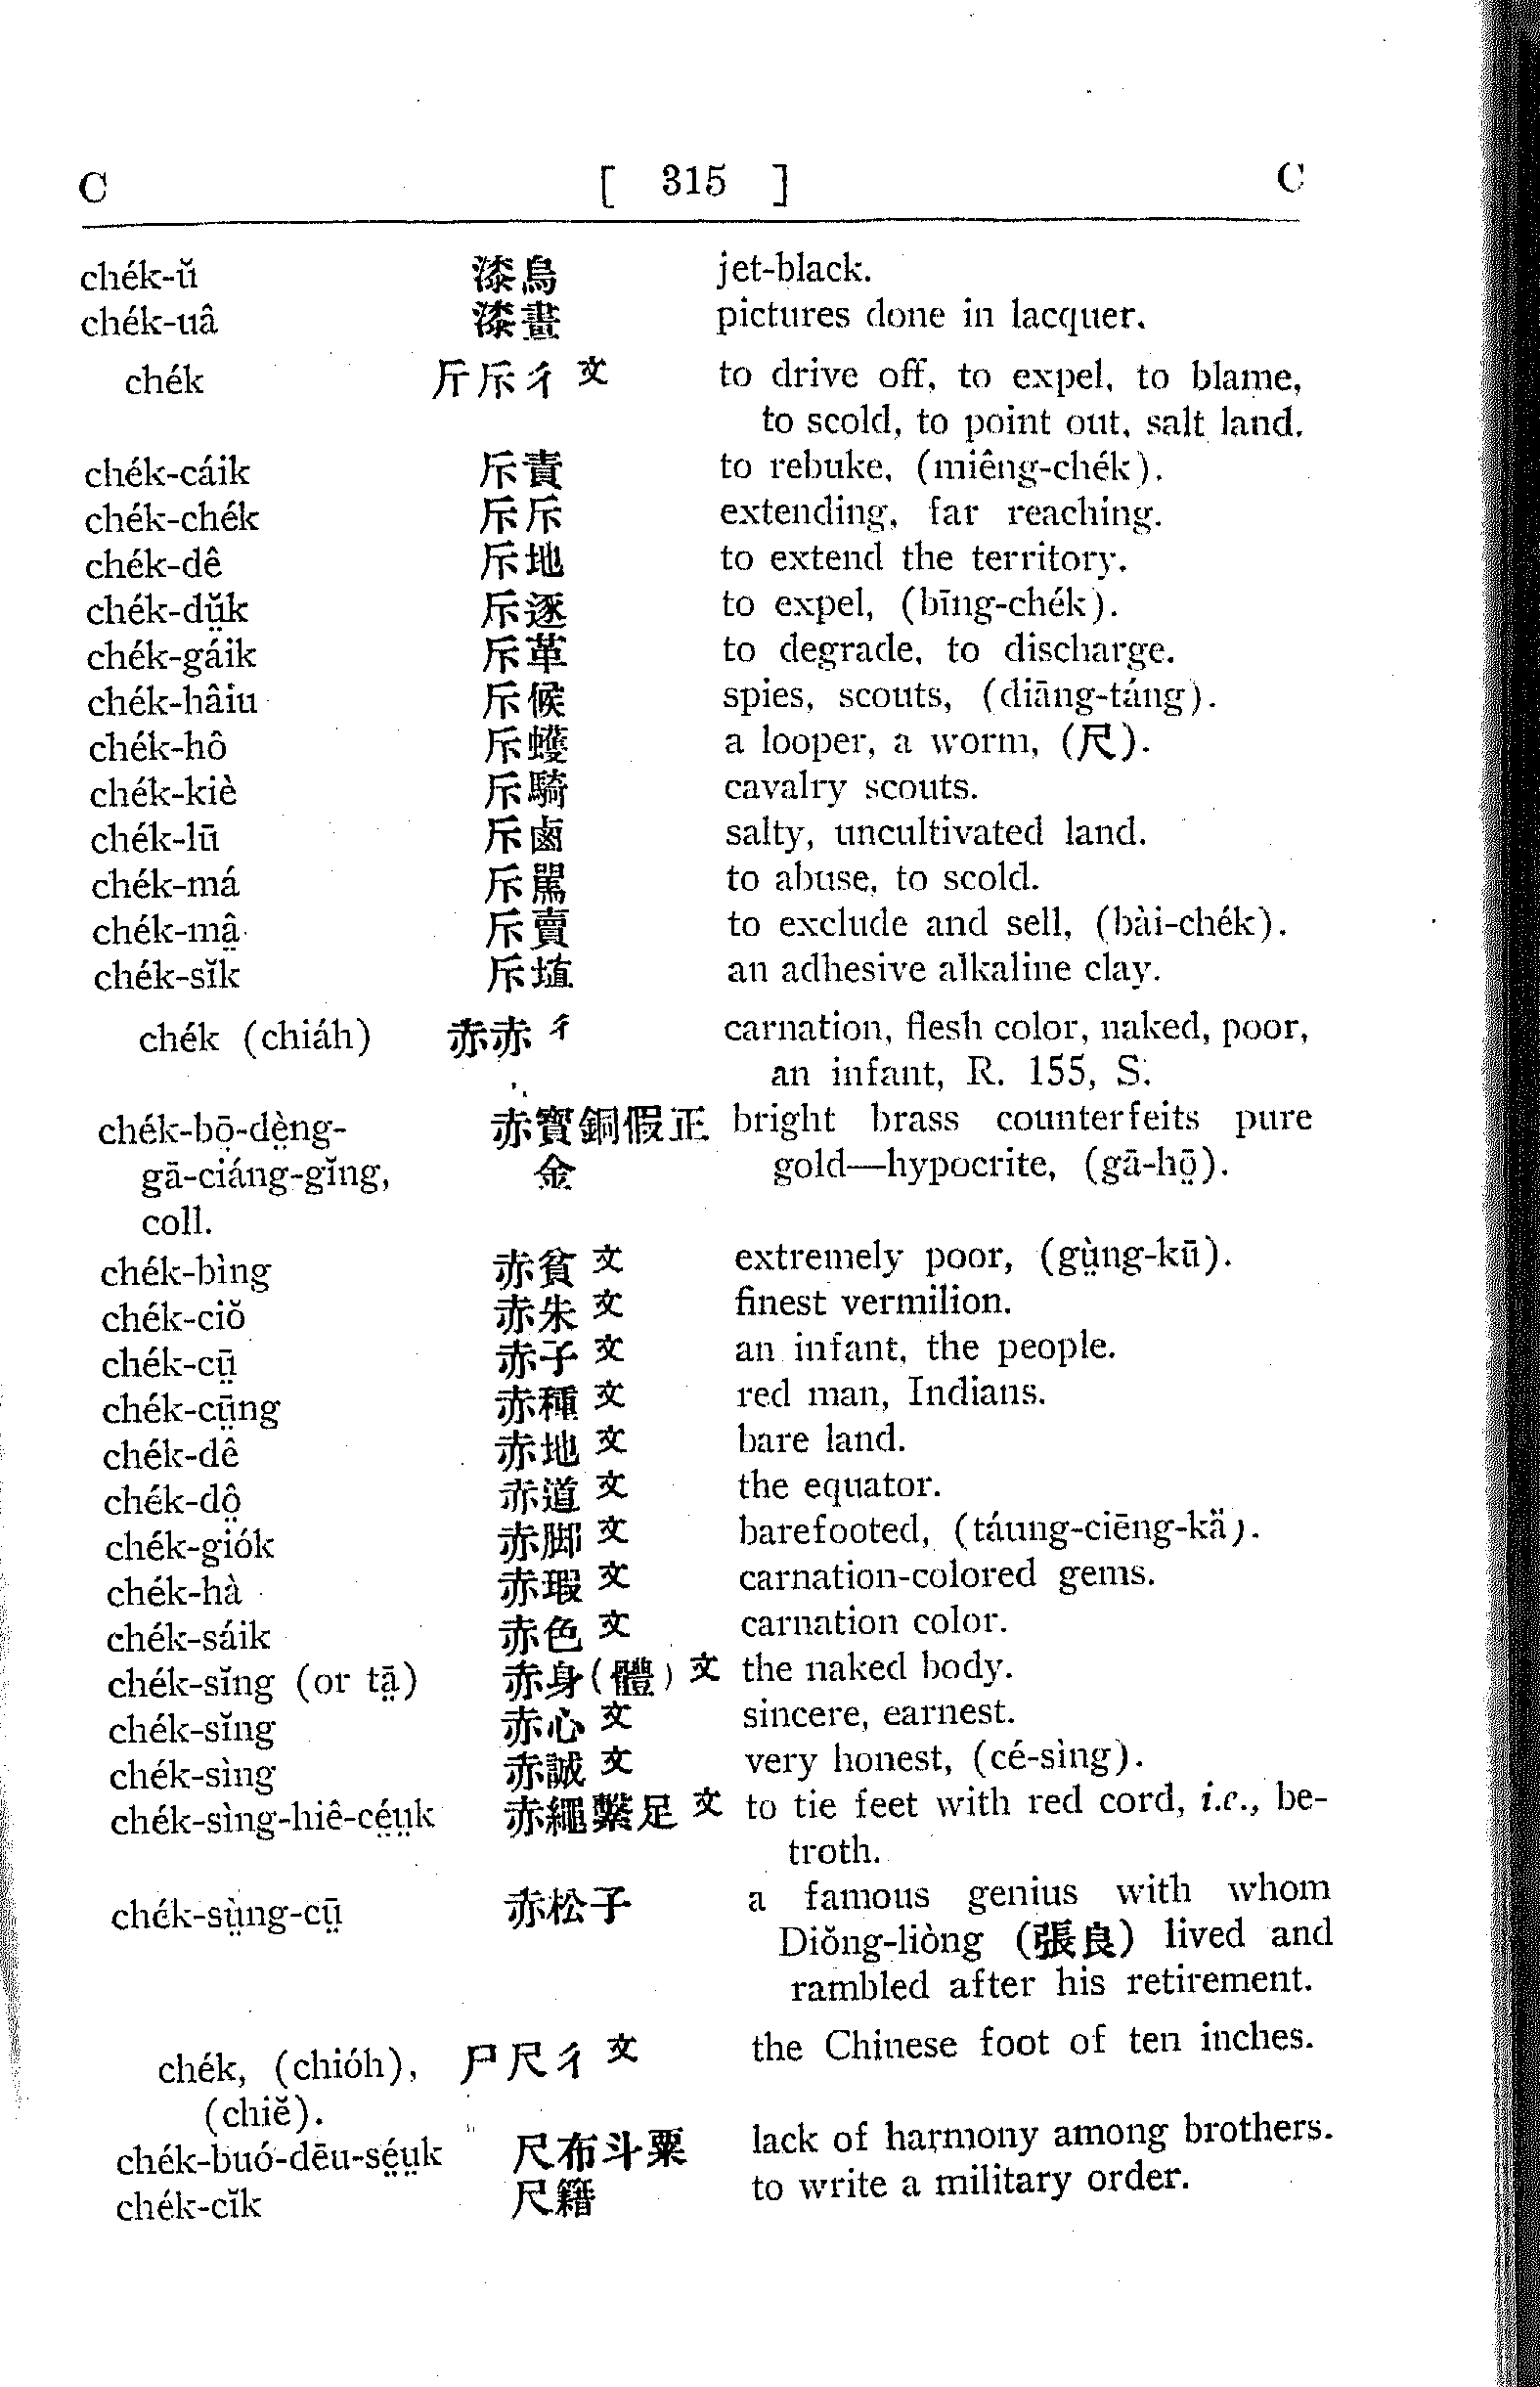 C [ 315 ] C
chék-ŭ 漆烏 jet-black.
chék-uâ 漆畫 pictures done in lacquer.
chék 斤斥彳文 to drive off, to expel, to blame,
to scold, to point out, salt land.
chék-cáik 斥責 to rebuke, (miêng-chék).
chék-chék 斥斥 extending, far reaching.
chék-dê 斥地 to extend the territory.
chék-dṳ̆k 斥逐 to expel, (bīng-chék).
chék-gáik 斥革 to degrade, to discharge.
chék-hâiu 斥候 spies, scouts, (diāng-táng).
chék-hô 斥蠖 a looper, a worm, (尺).
chék-kiè 斥騎 cavalry scouts.
chék-lū 斥鹵 salty, uncultivated land.
chék-má 斥罵 to abuse, to scold.
chék-mâ̤ 斥賣 to exclude and sell, (bài-chék).
chék-sĭk 斥埴 an adhesive alkaline clay.
chék (chiáh) 赤赤彳 carnation, flesh color, naked, poor,
an infant, R. 155, S.
chék-bō̤-dè̤ng- 赤寶銅假正 bright brass counterfeits pure
gā-ciáng-gĭng, 金 gold—hypocrite, (gā-hō̤).
coll.
chék-bìng 赤貧文 extremely poor, (gṳ̀ng-kū).
chék-ciŏ 赤朱文 finest vermilion.
chék-cṳ̄ 赤子文 an infant, the people.
chék-cṳ̄ng 赤種文 red man, Indians.
chék-dê 赤地文 bare land.
chék-dô̤ 赤道文 the equator.
chék-giók 赤脚文 barefooted, (táung-ciēng-kă).
chék-hà 赤瑕文 carnation-colored gems.
chék-sáik 赤色文 carnation color.
chék-sĭng (or tā̤) 赤身(體)文 the naked body.
chék-sĭng 赤心文 sincere, earnest.
chék-sìng 赤誠文 very honest, (cé-sìng).
chék-sìng-hiê-cé̤ṳk 赤繩繫足文 to tie feet with red cord, i.e., be-
troth.
chék-sṳ̀ng-cṳ̄ 赤松子 a famous genius with whom
Diŏng-liòng (張良) lived and
rambled after his retirement.
chék, (chióh), 尸尺彳文 the Chinese foot of ten inches.
(chiĕ).
chék-buó-dēu-sé̤ṳk 尺布斗粟 lack of harmony among brothers.
chék-cĭk 尺籍 to write a military order.